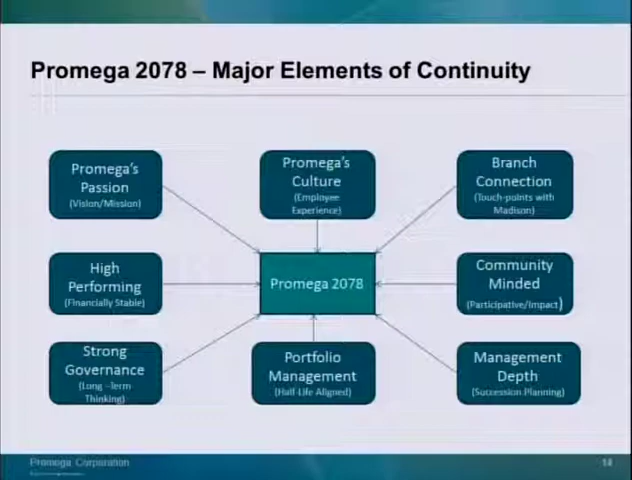 Promega 2078 – Major Elements of Continuity
Promega's
Passion
(Vision/Mission)
Promega's
Culture
(Employee
Experience)
Branch
Connection
(Touch-points with
Madison)
High
Performing
(Financially Stable)
Promega 2078
Community
Minded
(Participative/Impact)
Strong
Governance
(Long -Term
Thinking)
Portfolio
Management
(Half-Life Aligned)
Management
Depth
(Succession Planning)
Promega Corporation
14